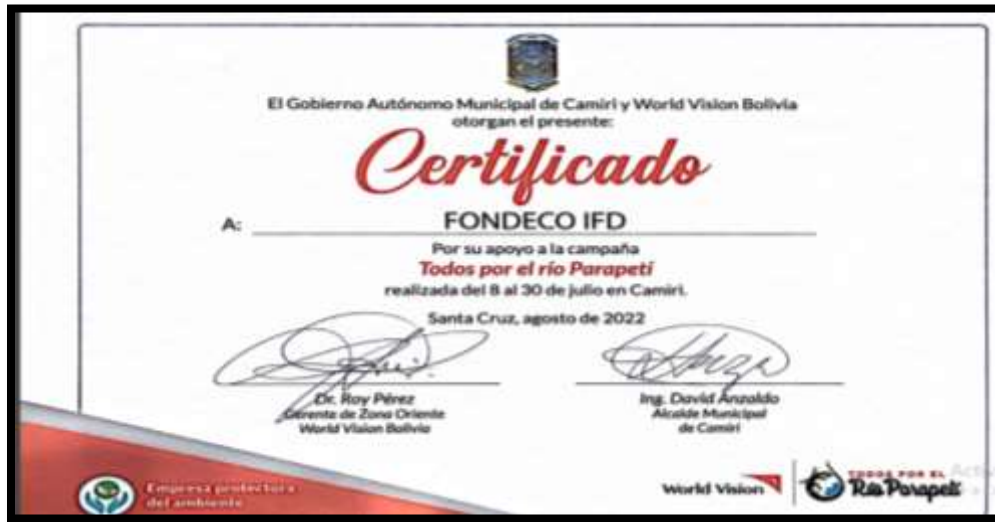 El Gobierno Autónomo Municipal de Camiri y World Vision Bolivia
otorgan el presente:
Certificado
A: FONDECO IFD
Por su apoyo a la campaña
Todos por el río Parapetí
realizada del 8 al 30 de julio en Camiri.
Santa Cruz, agosto de 2022
Dr. Roy Pérez
Gerente de Zona Oriente
World Vision Bolivia
Ing. David Anzaldo
Alcalde Municipal
de Camiri
Empresa protectora
del ambiente
World Vision
TODOS POR EL
Río Parapetí